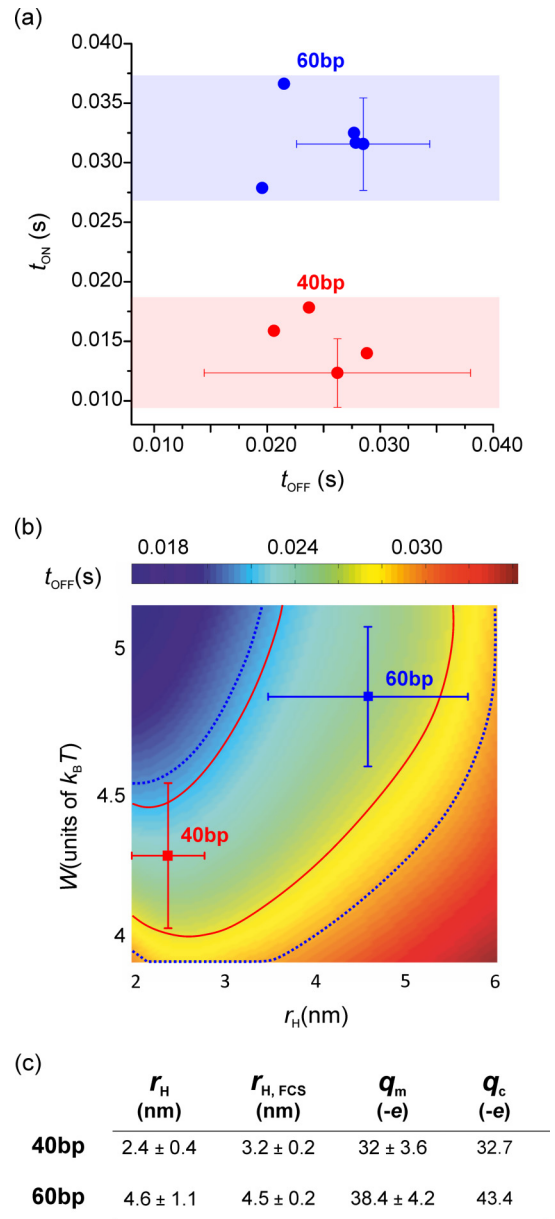 (a)
0.040
60bp
0.035
0.030
0.025
tON (s)
0.020
40bp
0.015
0.010
0.010 0.020 0.030 0.040
tOFF (s)
(b)
0.018 0.024 0.030
tOFF(s)
5
60bp
W(units of kBT)
4.5
40bp
4
2 3 4 5 6
rH(nm)
(c)
rH rH, FCS qm qc
(nm) (nm) (-e) (-e)
40bp 2.4 ± 0.4 3.2 ± 0.2 32 ± 3.6 32.7
60bp 4.6 ± 1.1 4.5 ± 0.2 38.4 ± 4.2 43.4